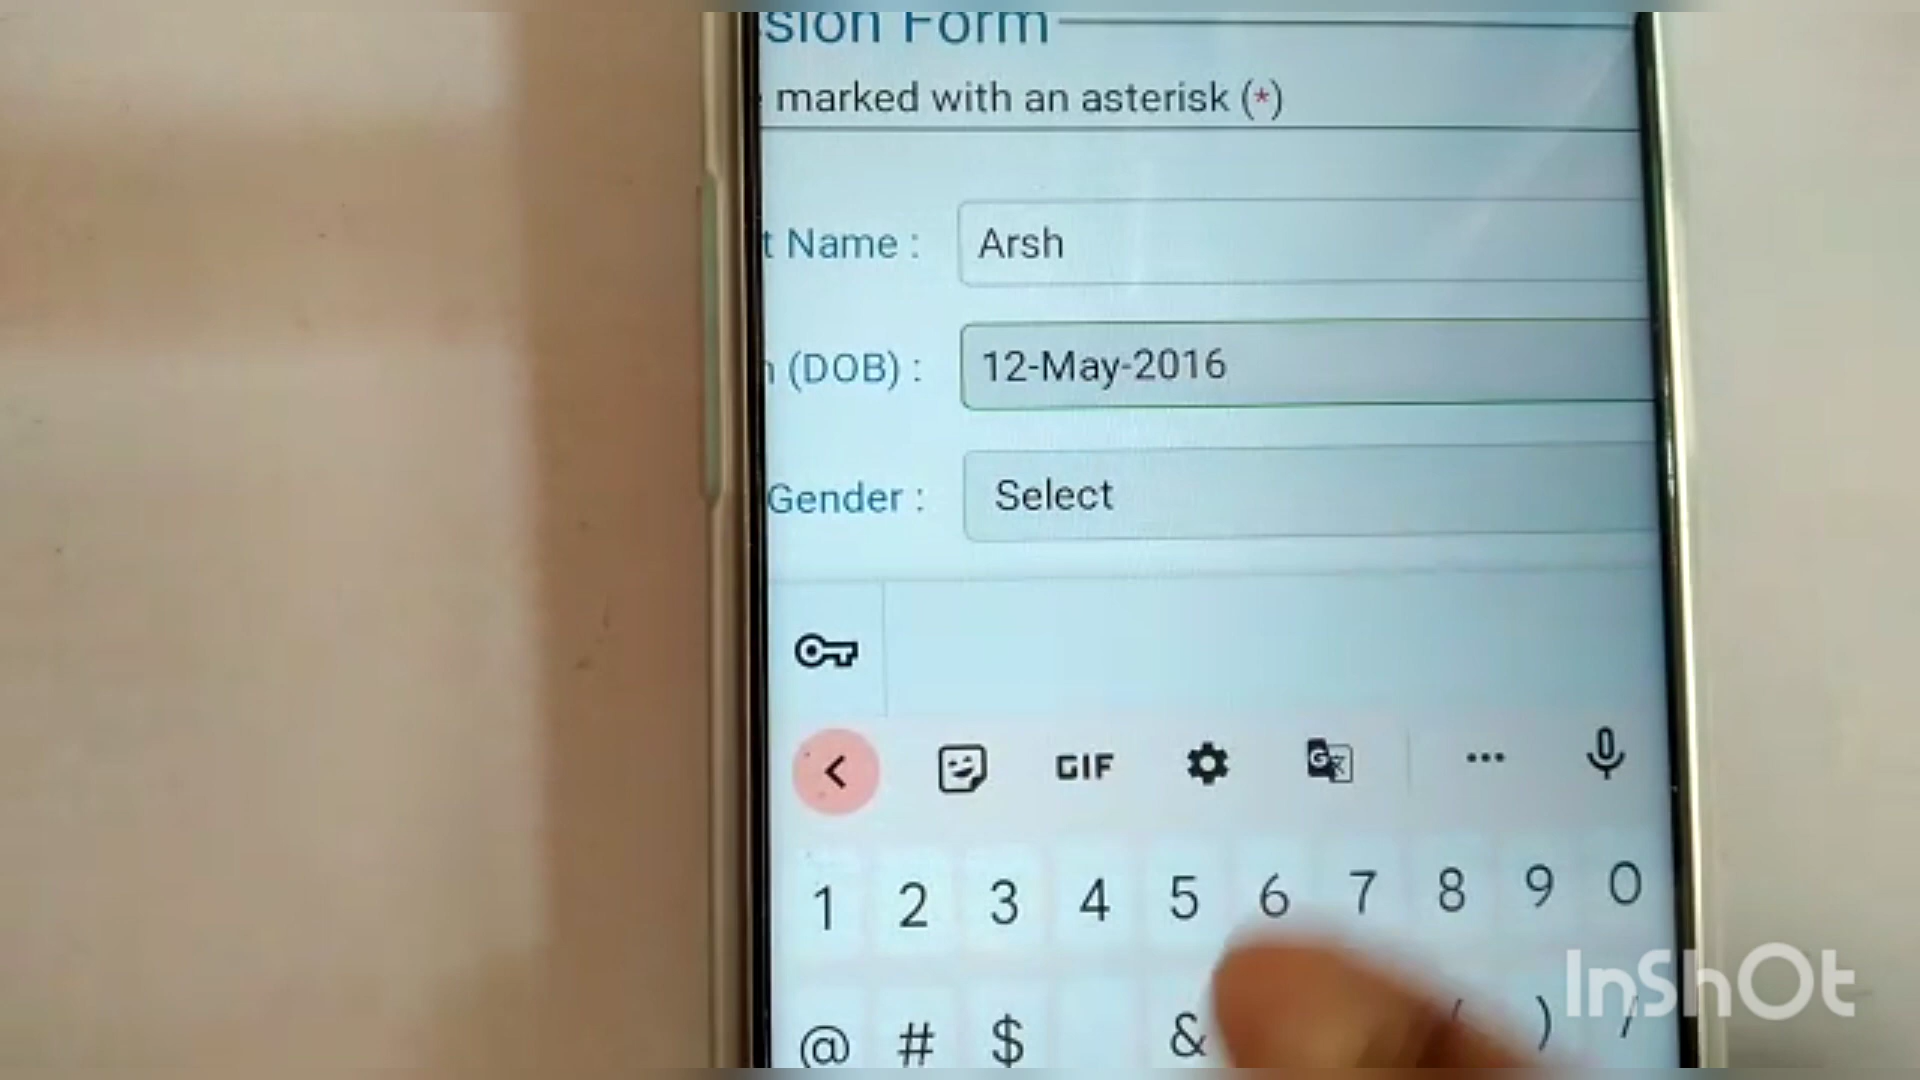 sion Form
marked with an asterisk (*)
t Name : Arsh
(DOB) : 12-May-2016
Gender : Select
GIF
1 2 3 4 5 6 7 8 9 0
@ # $ & ( ) /
InShOt